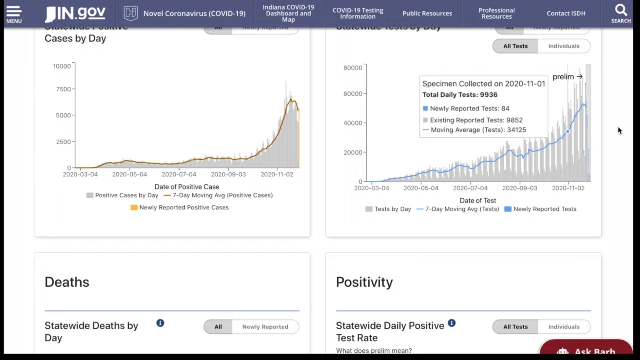 MENU
IN.gov
Novel Coronavirus (COVID-19)
Indiana COVID-19
Dashboard and
Map
COVID-19 Testing
Information
Public Resources
Professional
Resources
Contact ISDH
SEARCH
Statewide Positive
Cases by Day
10000
7500
5000
2500
0
2020-03-04
2020-05-04
2020-07-04
2020-09-03
2020-11-02
Date of Positive Case
Positive Cases by Day
7-Day Moving Avg (Positive Cases)
Newly Reported Positive Cases
Statewide Tests by Day
All Tests
Individuals
80000
60000
40000
20000
0
prelim →
Specimen Collected on 2020-11-01
Total Daily Tests: 9936
Newly Reported Tests: 84
Existing Reported Tests: 9852
Moving Average (Tests): 34125
2020-03-04
2020-05-04
2020-07-04
2020-09-03
2020-11-02
Date of Test
Tests by Day
7-Day Moving Avg (Tests)
Newly Reported Tests
Deaths
Statewide Deaths by
Day
All
Newly Reported
Positivity
Statewide Daily Positive
Test Rate
All Tests
Individuals
What does prelim mean?
Ask Barb